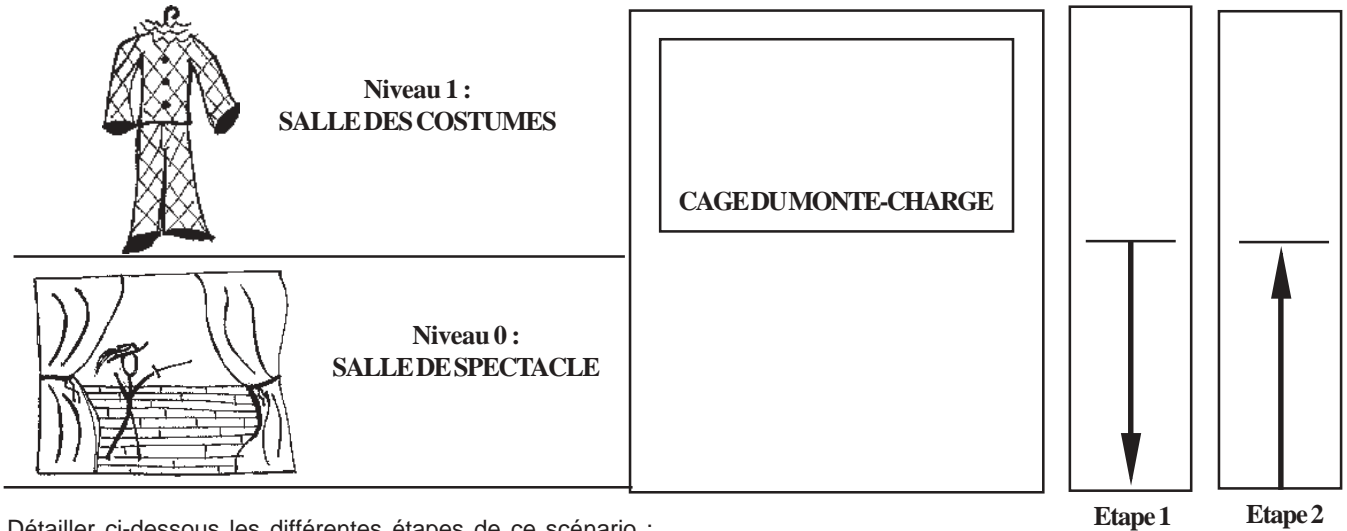 Niveau 1 :
SALLE DES COSTUMES
CAGE DU MONTE-CHARGE
Niveau 0 :
SALLE DE SPECTACLE
Etape 1
Etape 2
Détailler ci-dessous les différentes étapes de ce scénario :